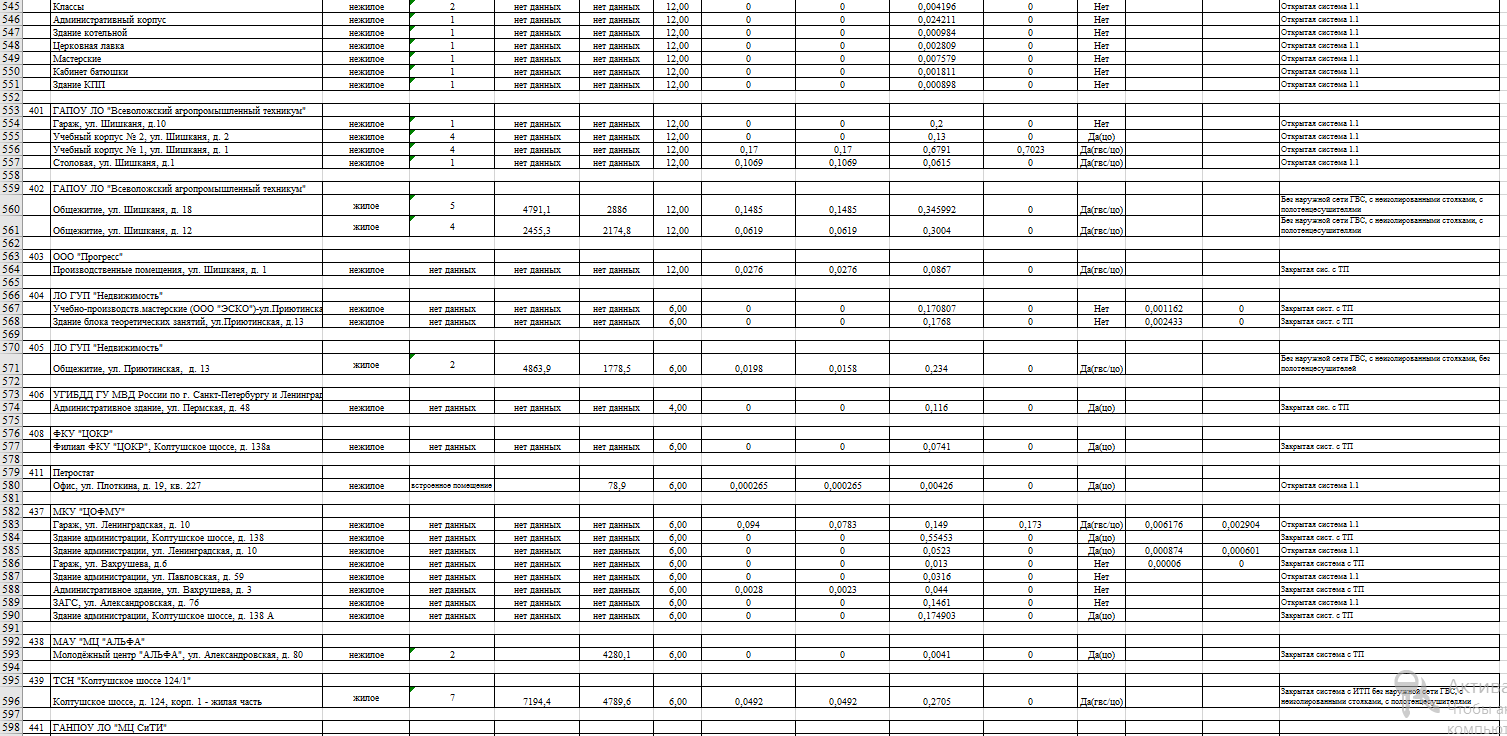 545 Классы нежилое 2 нет данных нет данных 12,00 0 0 0,004196 0 Нет Открытая система 1.1
546 Административный корпус нежилое 1 нет данных нет данных 12,00 0 0 0,024211 0 Нет Открытая система 1.1
547 Здание котельной нежилое 1 нет данных нет данных 12,00 0 0 0,000984 0 Нет Открытая система 1.1
548 Церковная лавка нежилое 1 нет данных нет данных 12,00 0 0 0,002809 0 Нет Открытая система 1.1
549 Мастерские нежилое 1 нет данных нет данных 12,00 0 0 0,007579 0 Нет Открытая система 1.1
550 Кабинет батюшки нежилое 1 нет данных нет данных 12,00 0 0 0,001811 0 Нет Открытая система 1.1
551 Здание КПП нежилое 1 нет данных нет данных 12,00 0 0 0,000898 0 Нет Открытая система 1.1
552
553 401 ГАПОУ ЛО "Всеволожский агропромышленный техникум"
554 Гараж, ул. Шишканя, д.10 нежилое 1 нет данных нет данных 12,00 0 0 0,2 0 Нет Открытая система 1.1
555 Учебный корпус № 2, ул. Шишканя, д. 2 нежилое 4 нет данных нет данных 12,00 0 0 0,13 0 Да(цо) Открытая система 1.1
556 Учебный корпус № 1, ул. Шишканя, д. 1 нежилое 4 нет данных нет данных 12,00 0,17 0,17 0,6791 0,7023 Да(гвс/цо) Открытая система 1.1
557 Столовая, ул. Шишканя, д.1 нежилое 1 нет данных нет данных 12,00 0,1069 0,1069 0,0615 0 Да(гвс/цо) Открытая система 1.1
558
559 402 ГАПОУ ЛО "Всеволожский агропромышленный техникум"
560 Общежитие, ул. Шишканя, д. 18 жилое 5 4791,1 2886 12,00 0,1485 0,1485 0,345992 0 Да(гвс/цо) Без наружной сети ГВС, с неизолированными стояками, с
полотенцесушителями
561 Общежитие, ул. Шишканя, д. 12 жилое 4 2455,3 2174,8 12,00 0,0619 0,0619 0,3004 0 Да(гвс/цо) Без наружной сети ГВС, с неизолированными стояками, с
полотенцесушителями
562
563 403 ООО "Прогресс"
564 Производственные помещения, ул. Шишканя, д. 1 нежилое нет данных нет данных нет данных 12,00 0,0276 0,0276 0,0867 0 Да(гвс/цо) Закрытая сис. с ТП
565
566 404 ЛО ГУП "Недвижимость"
567 Учебно-производств.мастерские (ООО "ЭСКО")-ул.Приютинска нежилое нет данных нет данных нет данных 6,00 0 0 0,170807 0 Нет 0,001162 0 Закрытая сист. с ТП
568 Здание блока теоретических занятий, ул.Приютинская, д.13 нежилое нет данных нет данных нет данных 6,00 0 0 0,1768 0 Нет 0,002433 0 Закрытая сист. с ТП
569
570 405 ЛО ГУП "Недвижимость"
571 Общежитие, ул. Приютинская, д. 13 жилое 2 4863,9 1778,5 6,00 0,0198 0,0158 0,234 0 Да(гвс/цо) Без наружной сети ГВС, с неизолированными стояками, без
полотенцесушителей
572
573 406 УГИБДД ГУ МВД России по г. Санкт-Петербургу и Ленинград
574 Административное здание, ул. Пермская, д. 48 нежилое нет данных нет данных нет данных 4,00 0 0 0,116 0 Да(цо) Закрытая сис. с ТП
575
576 408 ФКУ "ЦОКР"
577 Филиал ФКУ "ЦОКР", Колтушское шоссе, д. 138а нежилое нет данных нет данных нет данных 6,00 0 0 0,0741 0 Да(цо) Закрытая сист. с ТП
578
579 411 Петростат
580 Офис, ул. Плоткина, д. 19, кв. 227 нежилое встроенное помещение 78,9 6,00 0,000265 0,000265 0,00426 0 Да(цо) Открытая система 1.1
581
582 437 МКУ "ЦОФМУ"
583 Гараж, ул. Ленинградская, д. 10 нежилое нет данных нет данных нет данных 6,00 0,094 0,0783 0,149 0,173 Да(гвс/цо) 0,006176 0,002904 Открытая система 1.1
584 Здание администрации, Колтушское шоссе, д. 138 нежилое нет данных нет данных нет данных 6,00 0 0 0,55453 0 Да(цо) Закрытая сист. с ТП
585 Здание администрации, ул. Ленинградская, д. 10 нежилое нет данных нет данных нет данных 6,00 0 0 0,0523 0 Да(цо) 0,000874 0,000601 Открытая система 1.1
586 Гараж, ул. Вахрушева, д.6 нежилое нет данных нет данных нет данных 6,00 0 0 0,013 0 Нет 0,00006 0 Закрытая система с ТП
587 Здание администрации, ул. Павловская, д. 59 нежилое нет данных нет данных нет данных 6,00 0 0 0,0316 0 Нет Открытая система 1.1
588 Административное здание, ул. Вахрушева, д. 3 нежилое нет данных нет данных нет данных 6,00 0,0028 0,0023 0,044 0 Нет Закрытая система с ТП
589 ЗАГС, ул. Александровская, д. 76 нежилое нет данных нет данных нет данных 6,00 0 0 0,1461 0 Нет Открытая система 1.1
590 Здание администрации, Колтушское шоссе, д. 138 А нежилое нет данных нет данных нет данных 6,00 0 0 0,174903 0 Да(цо) Закрытая сист. с ТП
591
592 438 МАУ "МЦ "АЛЬФА"
593 Молодёжный центр "АЛЬФА", ул. Александровская, д. 80 нежилое 2 4280,1 6,00 0 0 0,0041 0 Да(цо) Закрытая система с ТП
594
595 439 ТСН "Колтушское шоссе 124/1"
596 Колтушское шоссе, д. 124, корп. 1 - жилая часть жилое 7 7194,4 4789,6 6,00 0,0492 0,0492 0,2705 0 Да(гвс/цо) Закрытая система с ИТП без наружной сети ГВС, с
неизолированными стояками, с полотенцесушителями
597
598 441 ГАНПОУ ЛО "МЦ СиТИ"
Актива
Чтобы ак
компьют